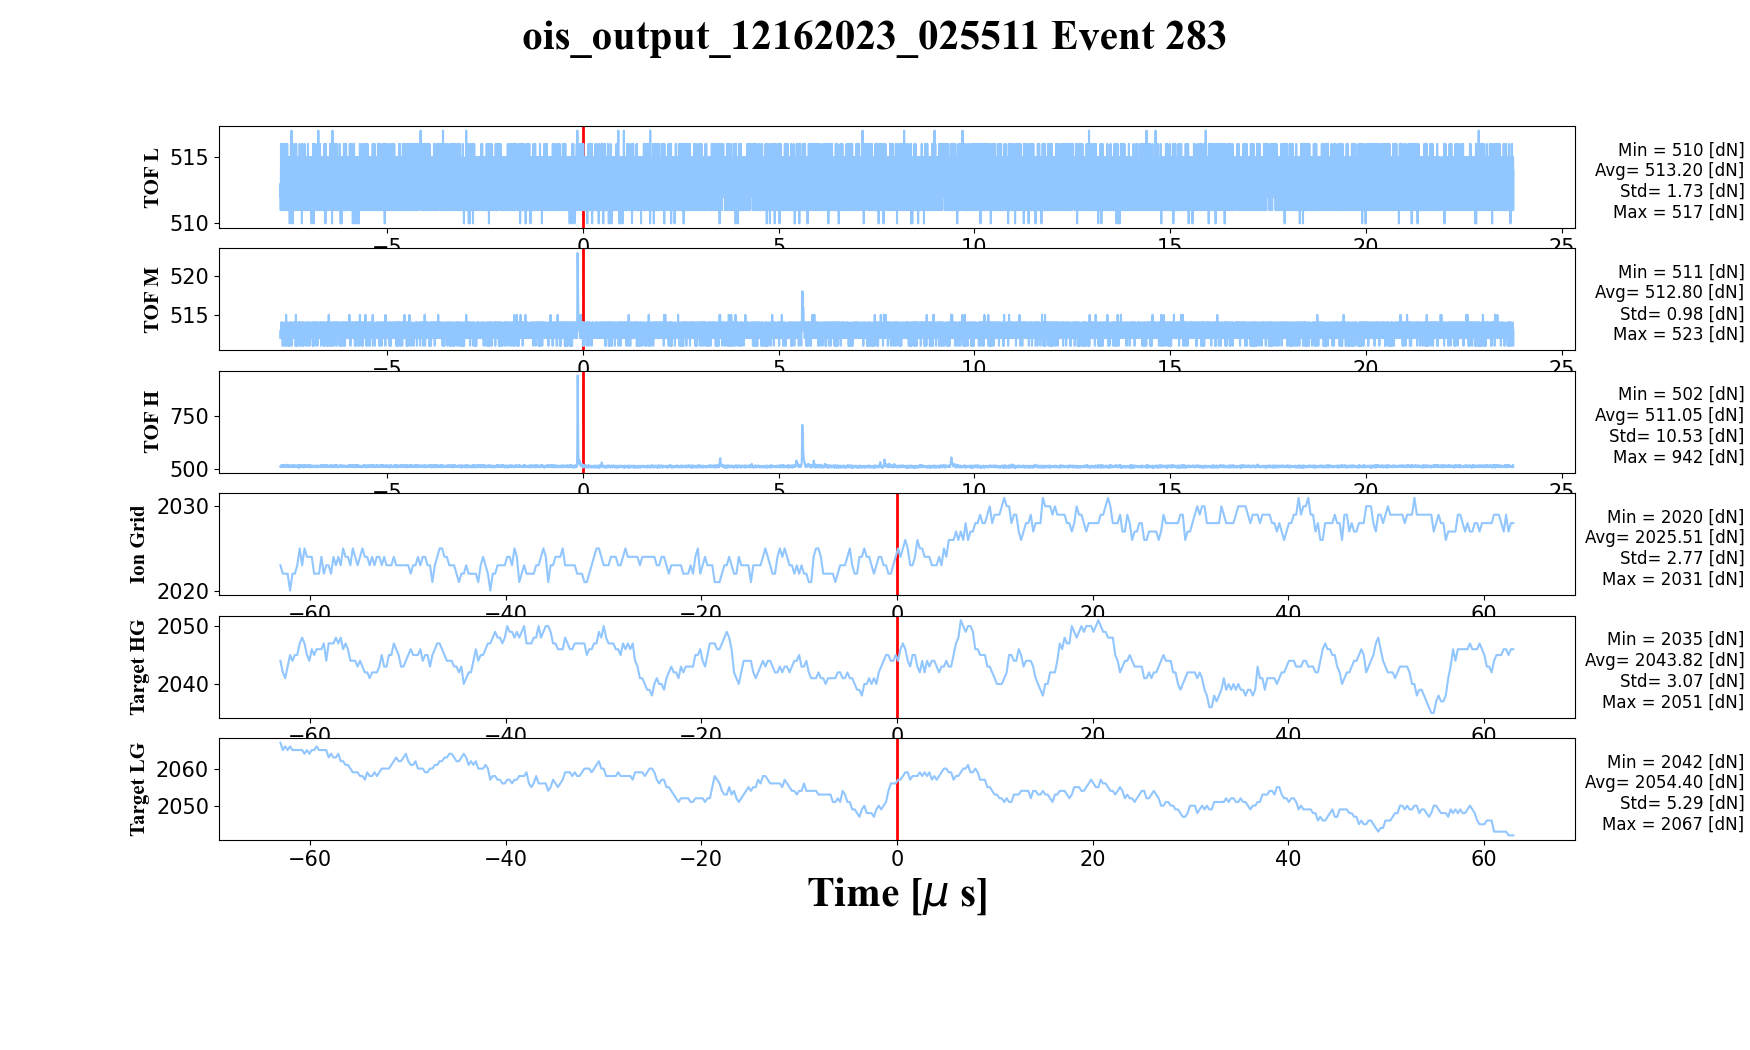 ois_output_12162023_025511 Event 283
TOF L
515
510
−5 0 5 10 15 20 25
Min = 510 [dN]
Avg= 513.20 [dN]
Std= 1.73 [dN]
Max = 517 [dN]
TOF M
520
515
−5 0 5 10 15 20 25
Min = 511 [dN]
Avg= 512.80 [dN]
Std= 0.98 [dN]
Max = 523 [dN]
TOF H
750
500
−5 0 5 10 15 20 25
Min = 502 [dN]
Avg= 511.05 [dN]
Std= 10.53 [dN]
Max = 942 [dN]
Ion Grid
2030
2020
−60 −40 −20 0 20 40 60
Min = 2020 [dN]
Avg= 2025.51 [dN]
Std= 2.77 [dN]
Max = 2031 [dN]
Target HG
2050
2040
−60 −40 −20 0 20 40 60
Min = 2035 [dN]
Avg= 2043.82 [dN]
Std= 3.07 [dN]
Max = 2051 [dN]
Target LG
2060
2050
−60 −40 −20 0 20 40 60
Min = 2042 [dN]
Avg= 2054.40 [dN]
Std= 5.29 [dN]
Max = 2067 [dN]
Time [μ s]